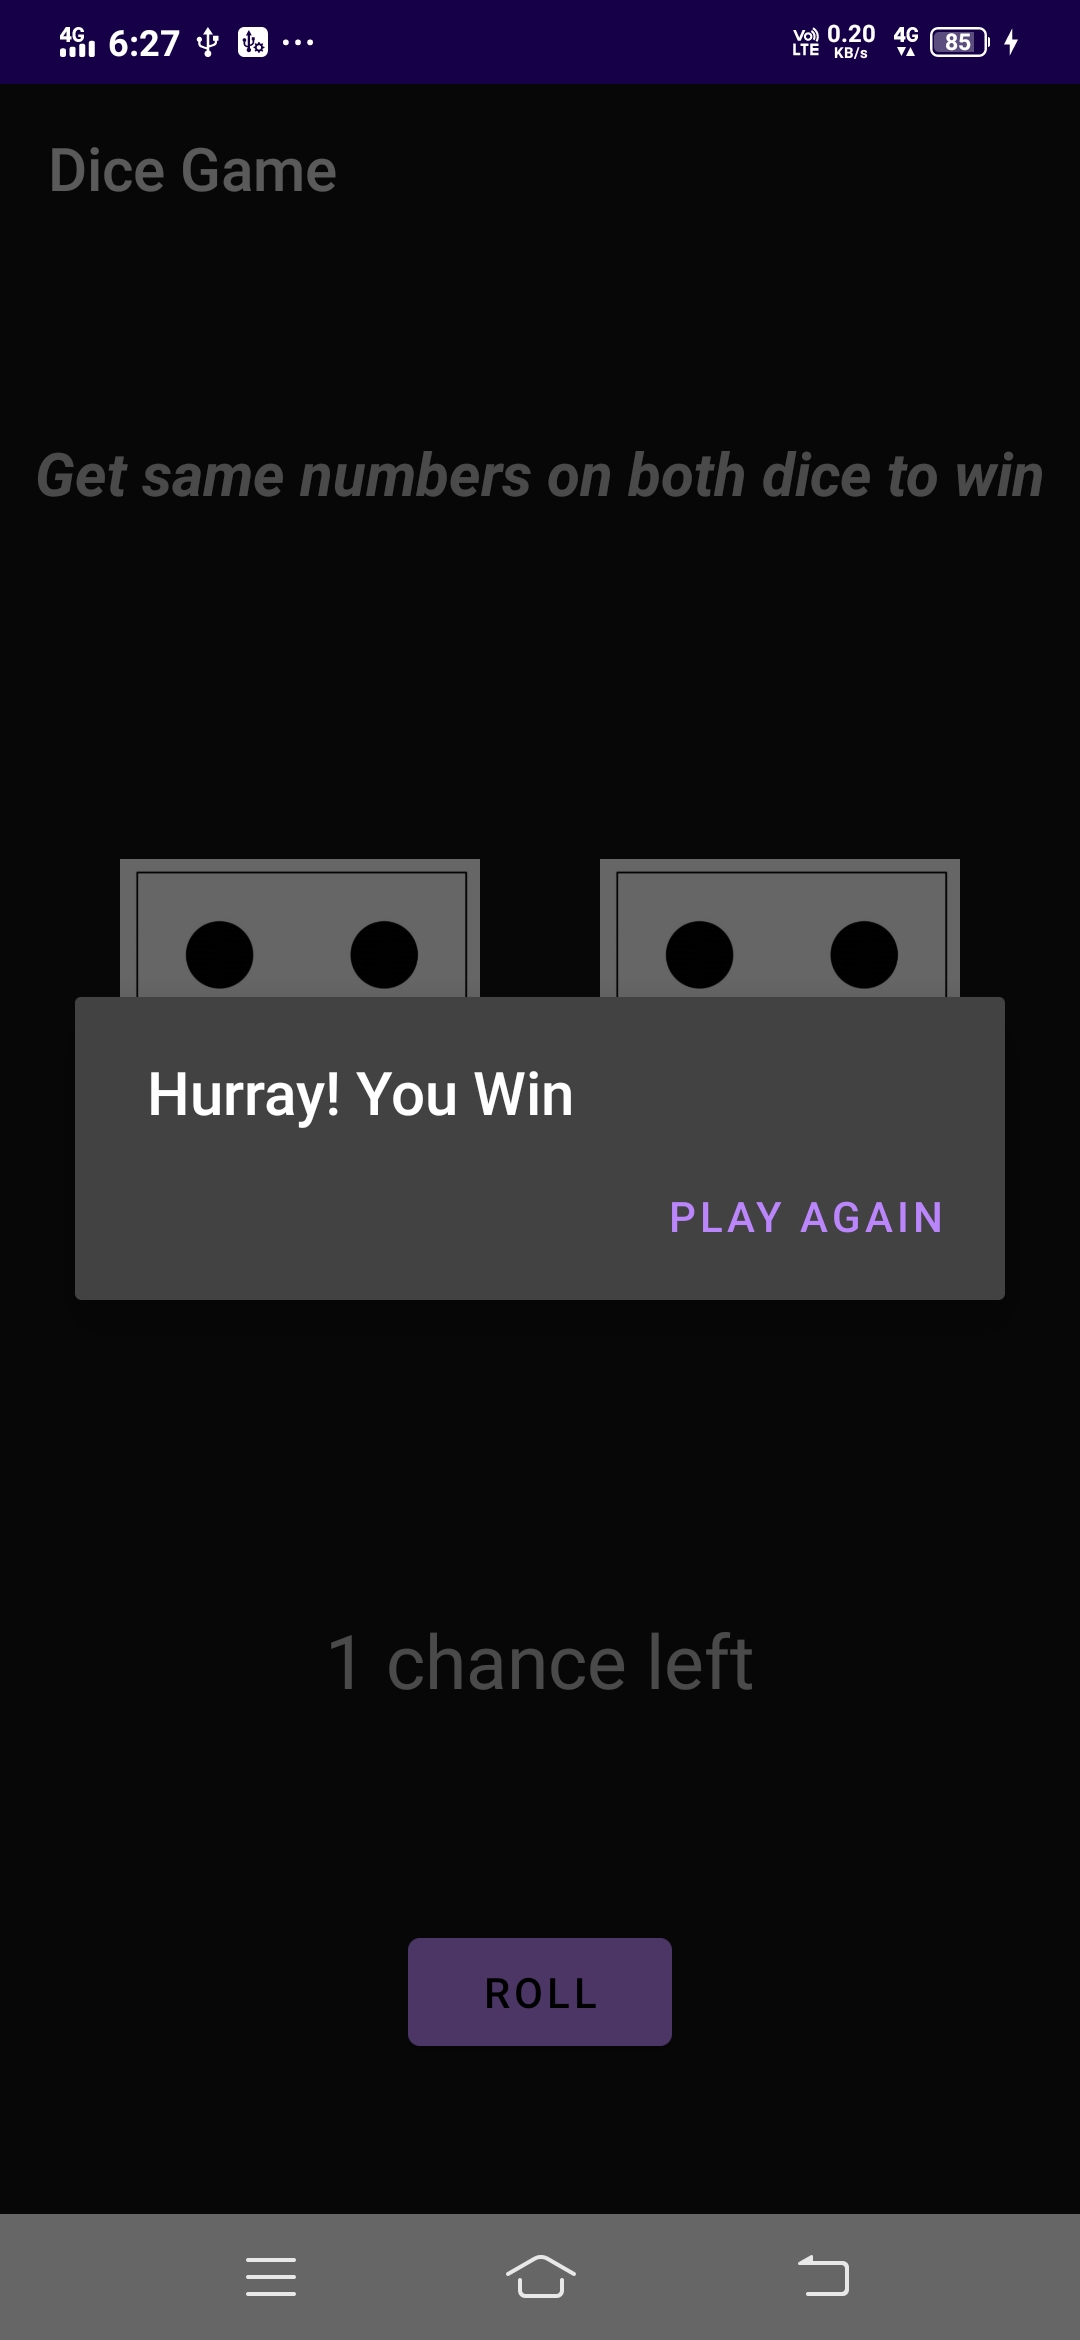 4G 6:27 Vo) LTE 0.20 KB/s 4G 85
Dice Game
Get same numbers on both dice to win
Hurray! You Win
PLAY AGAIN
1 chance left
ROLL